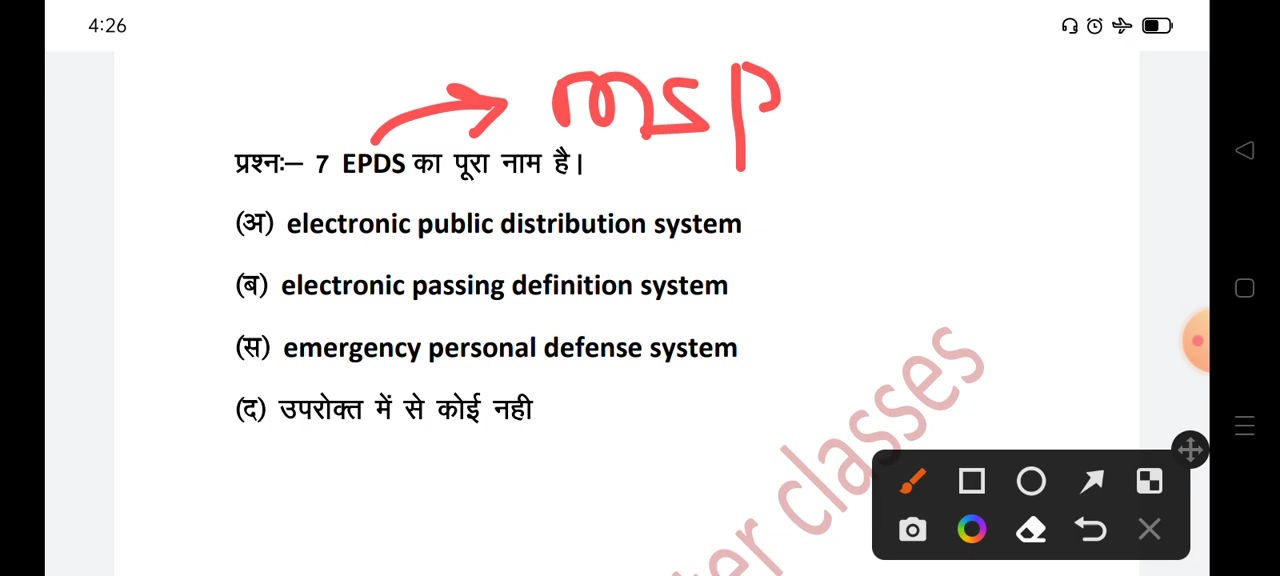 4:26
MSP
प्रश्नः– 7 EPDS का पूरा नाम है।
(अ) electronic public distribution system
(ब) electronic passing definition system
(स) emergency personal defense system
(द) उपरोक्त में से कोई नही
classes